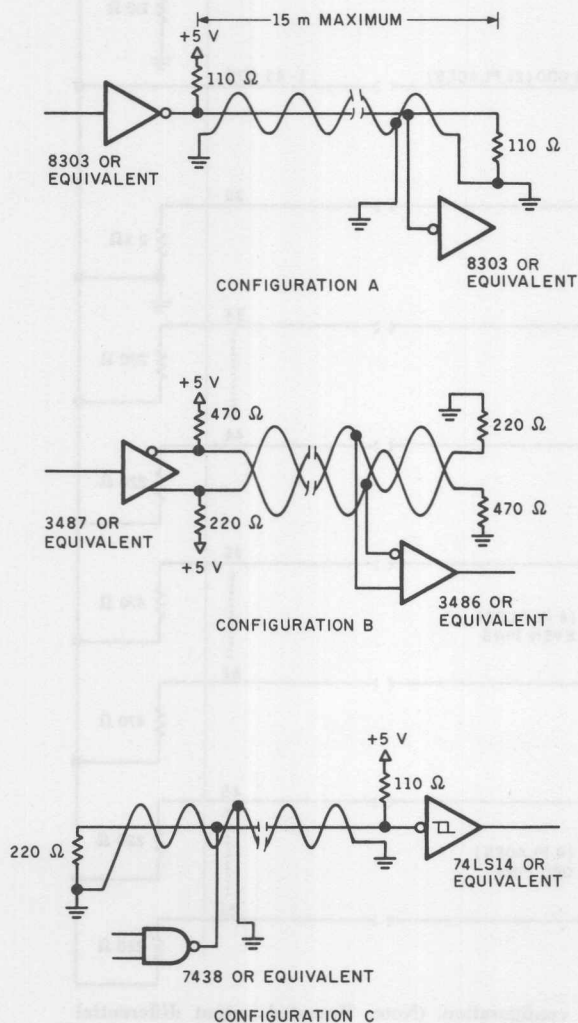 15 m MAXIMUM
+5 V
110 Ω
110 Ω
8303 OR
EQUIVALENT
8303 OR
EQUIVALENT
CONFIGURATION A
+5 V
470 Ω
220 Ω
3487 OR
EQUIVALENT
220 Ω
+5 V
470 Ω
3486 OR
EQUIVALENT
CONFIGURATION B
+5 V
110 Ω
220 Ω
74LS14 OR
EQUIVALENT
7438 OR EQUIVALENT
CONFIGURATION C